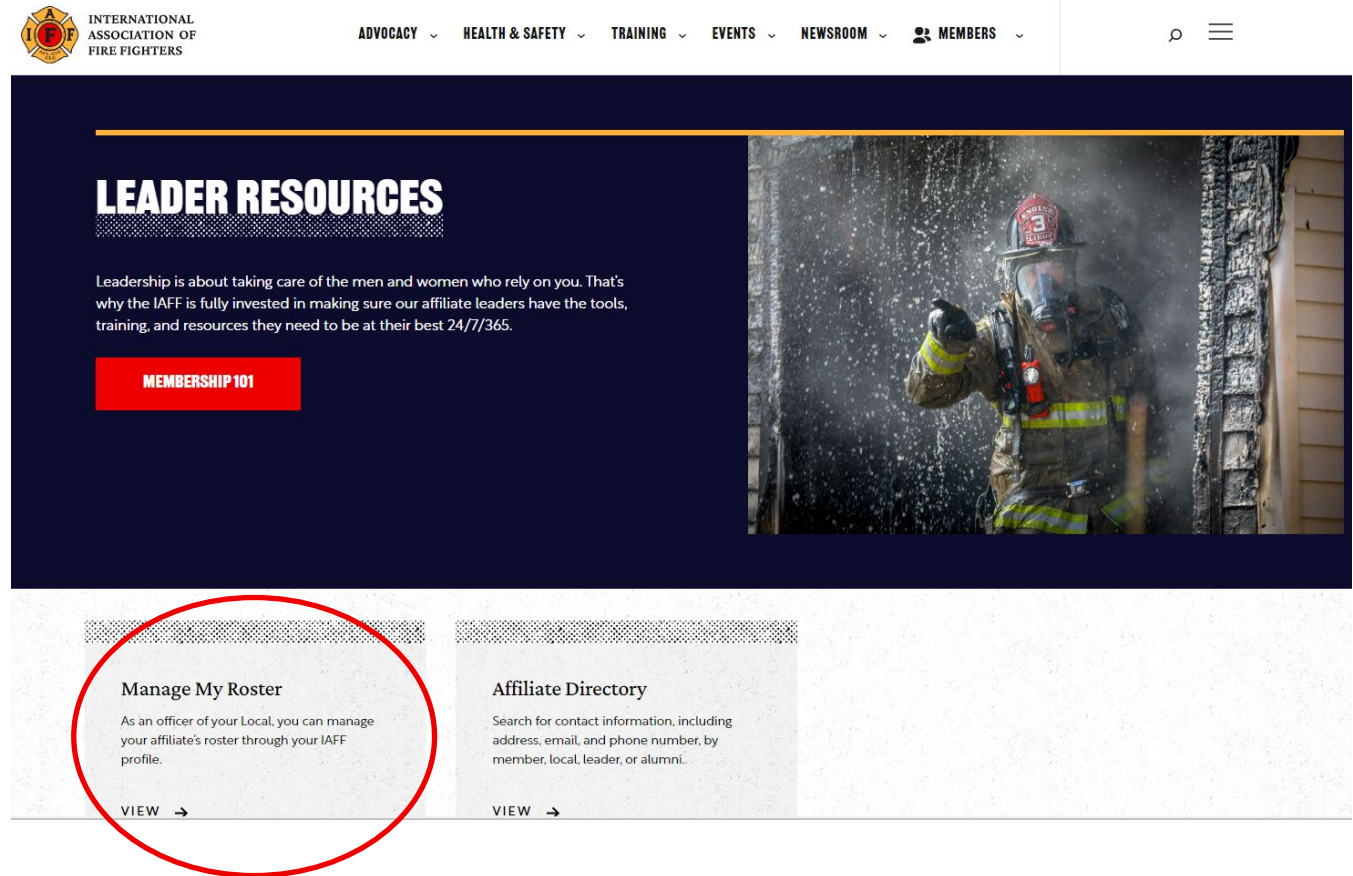 INTERNATIONAL
ASSOCIATION OF
FIRE FIGHTERS
ADVOCACY
HEALTH & SAFETY
TRAINING
EVENTS
NEWSROOM
MEMBERS
LEADER RESOURCES
Leadership is about taking care of the men and women who rely on you. That's
why the IAFF is fully invested in making sure our affiliate leaders have the tools,
training, and resources they need to be at their best 24/7/365.
MEMBERSHIP 101
ENGINE
3
Manage My Roster
As an officer of your Local, you can manage
your affiliate's roster through your IAFF
profile.
VIEW →
Affiliate Directory
Search for contact information, including
address, email, and phone number, by
member, local, leader, or alumni..
VIEW →